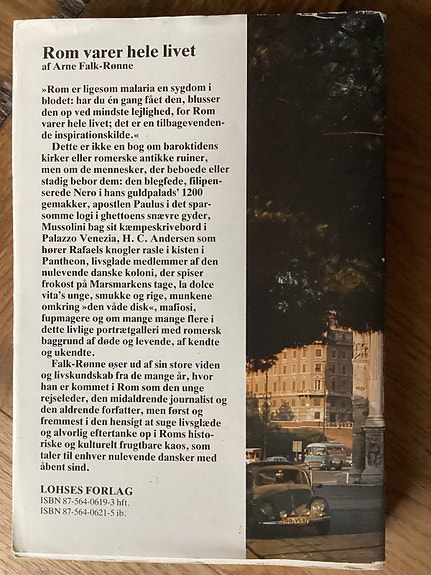 Rom varer hele livet
af Arne Falk-Rønne
»Rom er ligesom malaria en sygdom i
blodet: har du én gang fået den, blusser
den op ved mindste lejlighed, for Rom
varer hele livet; det er en tilbagevenden-
de inspirationskilde.«
Dette er ikke en bog om baroktidens
kirker eller romerske antikke ruiner,
men om de mennesker, der beboede eller
stadig bebor dem: den blegfede, filipen-
serede Nero i hans guldpalads' 1200
gemakker, apostlen Paulus i det spar-
somme logi i ghettoens snævre gyder,
Mussolini bag sit kæmpeskrivebord i
Palazzo Venezia, H. C. Andersen som
hører Rafaels knogler rasle i kisten i
Pantheon, livsglade medlemmer af den
nulevende danske koloni, der spiser
frokost på Marsmarkens tage, la dolce
vita's unge, smukke og rige, munkene
omkring »den våde disk«, mafiosi,
fupmagere og om mange mange flere i
dette livlige portrætgalleri med romersk
baggrund af døde og levende, af kendte
og ukendte.
Falk-Rønne øser ud af sin store viden
og livskundskab fra de mange år, hvor
han er kommet i Rom som den unge
rejseleder, den midaldrende journalist og
den aldrende forfatter, men først og
fremmest i den hensigt at suge livsglæde
og alvorlig eftertanke op i Roms histo-
riske og kulturelt frugtbare kaos, som
taler til enhver nulevende dansker med
åbent sind.
LOHSES FORLAG
ISBN 87-564-0619-3 hft.
ISBN 87-564-0621-5 ib.